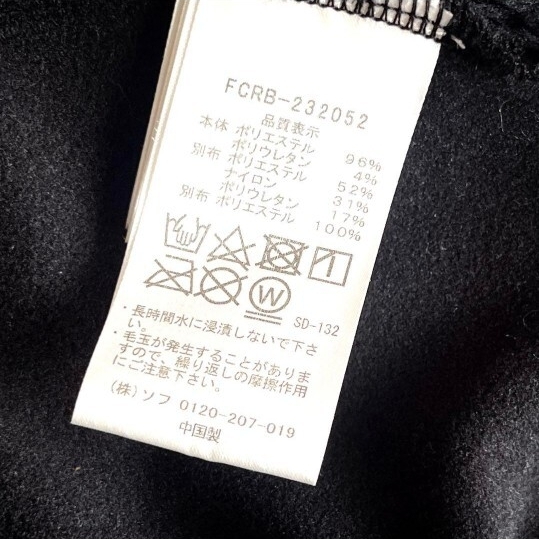 FCRB-232052
品質表示
本体 ポリエステル 96%
ポリウレタン 4%
別布 ポリエステル 52%
ナイロン 31%
ポリウレタン 17%
別布 ポリエステル 100%
W
SD-132
・長時間水に浸漬しないで下さ
い。
・毛玉が発生することがありま
すので、繰り返しの摩擦作用
にご注意下さい。
(株)ソフ 0120-207-019
中国製